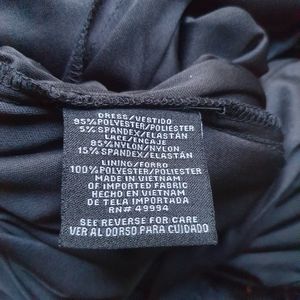 DRESS/VESTIDO
95%POLYESTER/POLIESTER
5%SPANDEX/ELASTÁN
LACE/ENCAJE
85%NYLON/NYLON
15%SPANDEX/ELASTÁN
LINING/FORRO
100%POLYESTER/POLIESTER
MADE IN VIETNAM
OF IMPORTED FABRIC
HECHO EN VIETNAM
DE TELA IMPORTADA
RN# 49994
SEE REVERSE FOR CARE
VER AL DORSO PARA CUIDADO